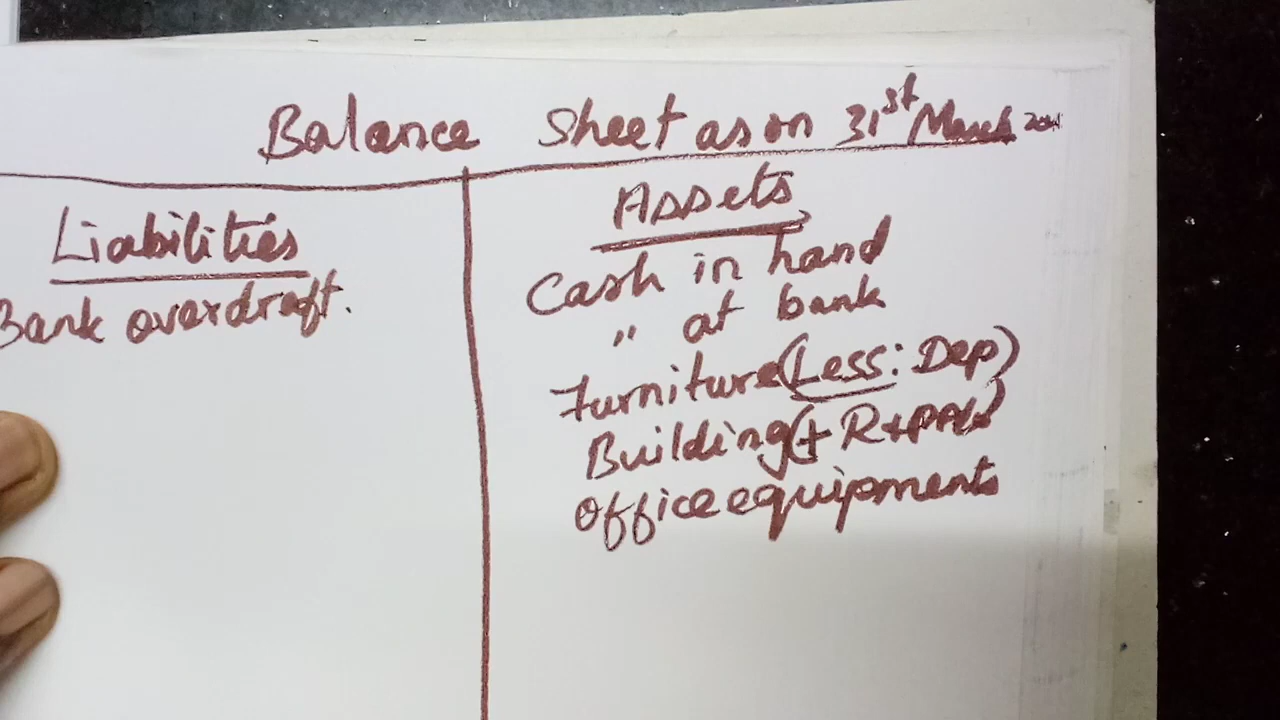 Balance Sheet as on 31st March
Liabilities
Bank overdraft.
Assets
Cash in hand
" at bank
Furniture (Less: Dep)
Building (+ R
Office equipments